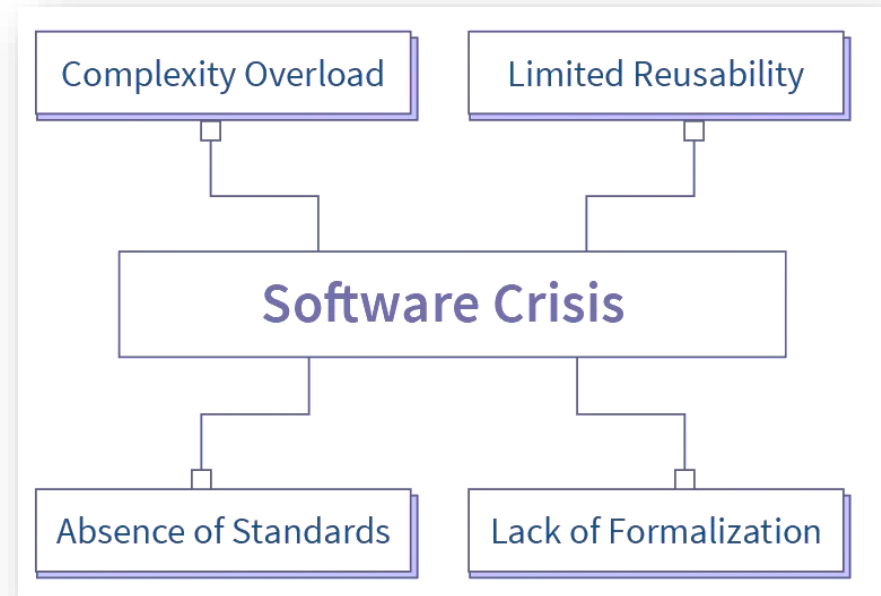 Complexity Overload
Limited Reusability
Software Crisis
Absence of Standards
Lack of Formalization